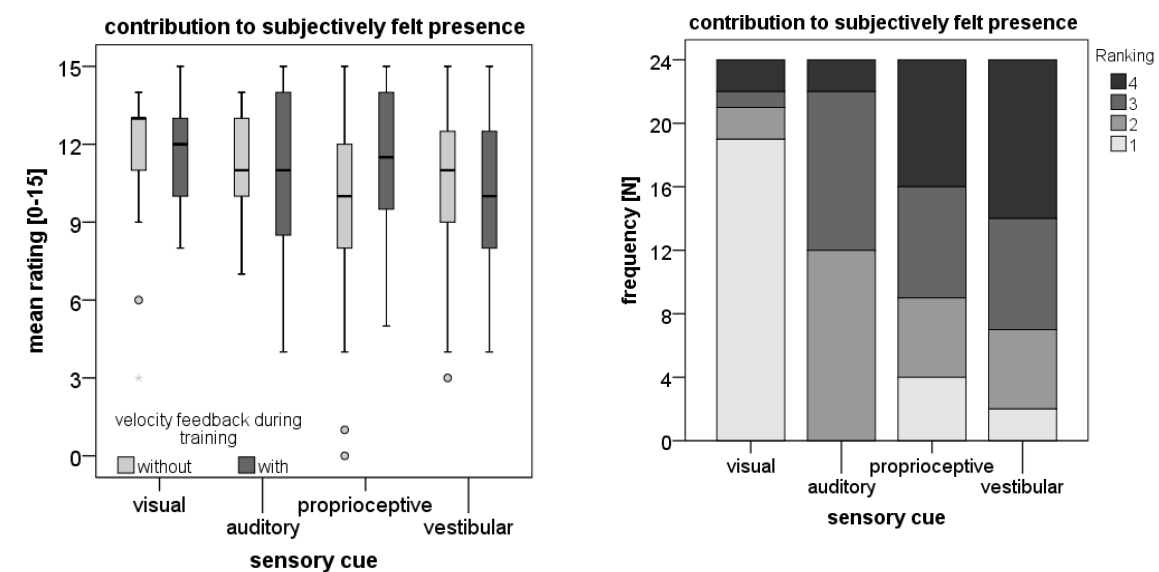 contribution to subjectively felt presence
mean rating [0-15]
15
12
9
6
3
0
velocity feedback during
training
without with
visual
auditory
proprioceptive
vestibular
sensory cue
contribution to subjectively felt presence
frequency [N]
24
20
16
12
8
4
0
visual
auditory
proprioceptive
vestibular
sensory cue
Ranking
4
3
2
1